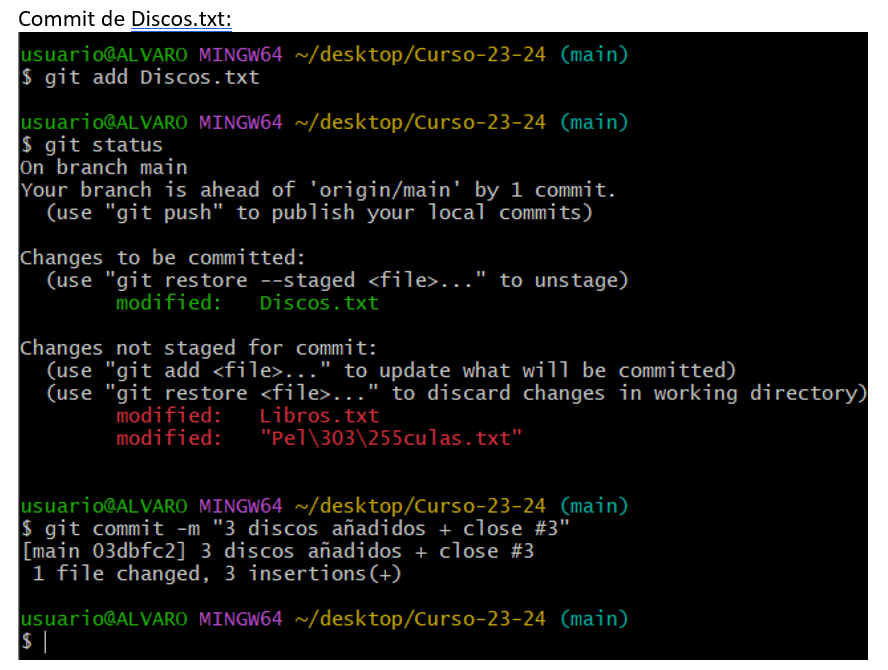 Commit de Discos.txt:
usuario@ALVARO MINGW64 ~/desktop/Curso-23-24 (main)
$ git add Discos.txt
usuario@ALVARO MINGW64 ~/desktop/Curso-23-24 (main)
$ git status
On branch main
Your branch is ahead of 'origin/main' by 1 commit.
  (use "git push" to publish your local commits)
Changes to be committed:
  (use "git restore --staged <file>..." to unstage)
        modified:   Discos.txt
Changes not staged for commit:
  (use "git add <file>..." to update what will be committed)
  (use "git restore <file>..." to discard changes in working directory)
        modified:   Libros.txt
        modified:   "Pel\303\255culas.txt"
usuario@ALVARO MINGW64 ~/desktop/Curso-23-24 (main)
$ git commit -m "3 discos añadidos + close #3"
[main 03dbfc2] 3 discos añadidos + close #3
 1 file changed, 3 insertions(+)
usuario@ALVARO MINGW64 ~/desktop/Curso-23-24 (main)
$